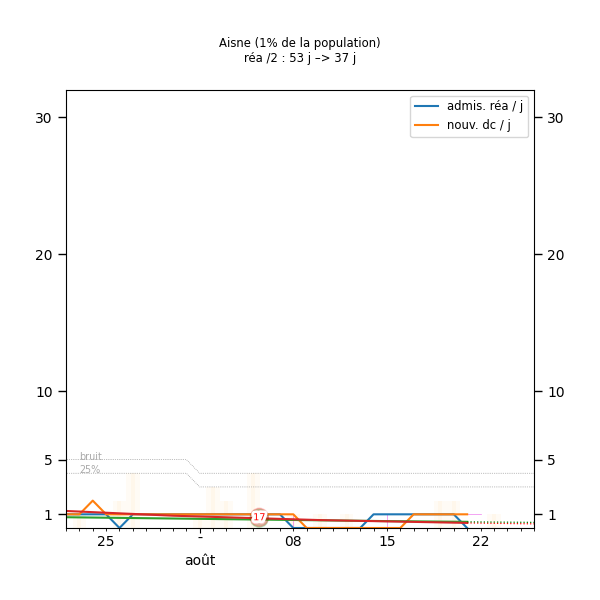 Aisne (1% de la population)
réa /2 : 53 j –> 37 j
admis. réa / j
nouv. dc / j
30
30
20
20
10
10
5
5
bruit
25%
1
1
17
25
-
08
15
22
août